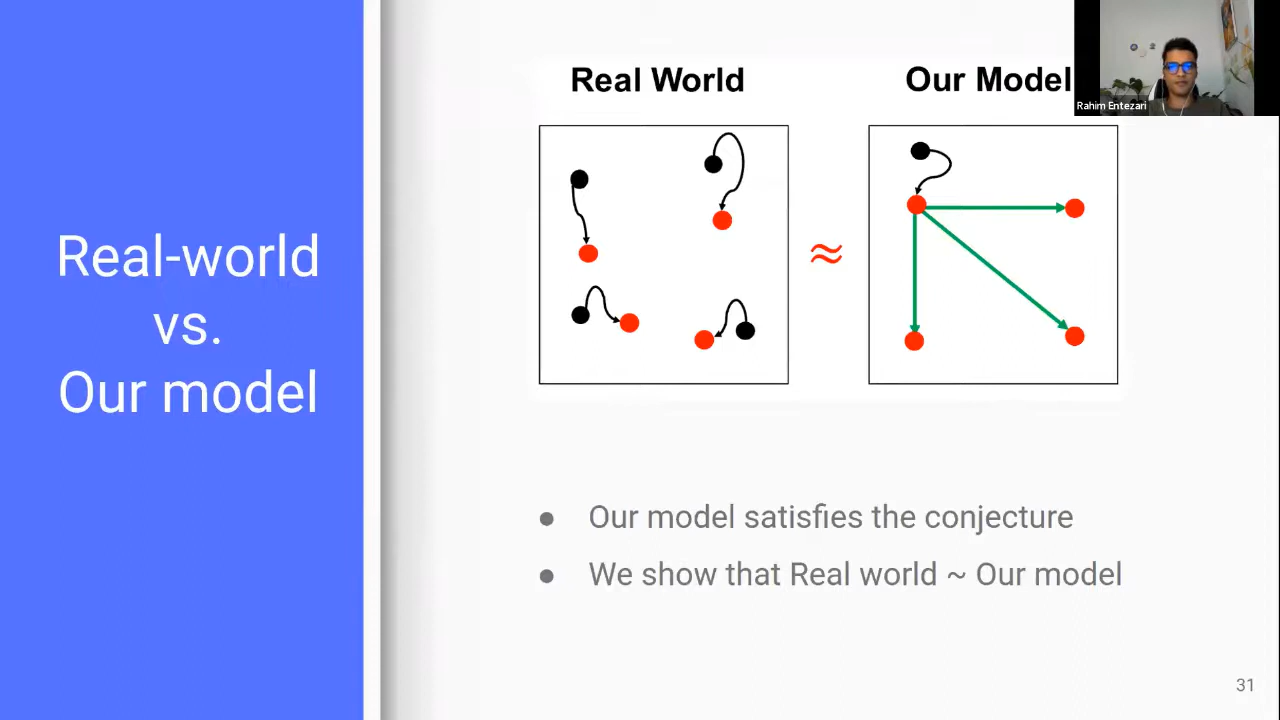 Real-world
vs.
Our model
Real World
Our Model
Rahim Entezari
≈
● Our model satisfies the conjecture
● We show that Real world ~ Our model
31